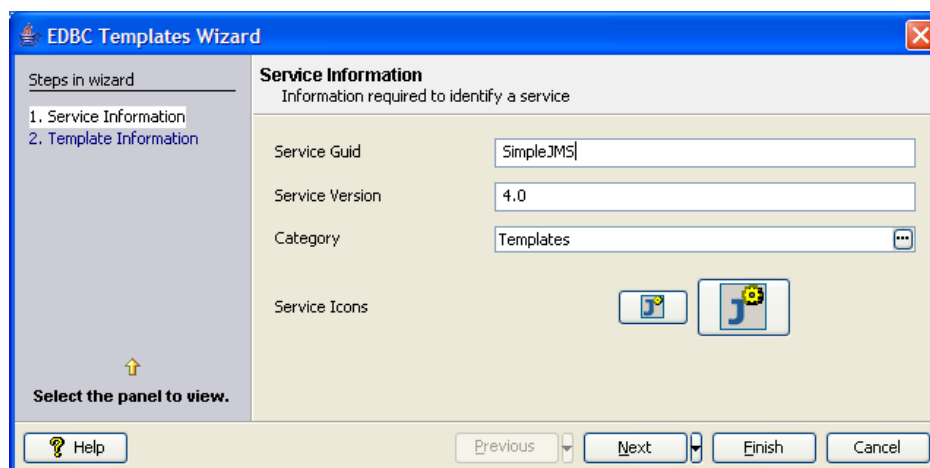 EDBC Templates Wizard
Steps in wizard
1. Service Information
2. Template Information
Select the panel to view.
Service Information
Information required to identify a service
Service Guid SimpleJMS
Service Version 4.0
Category Templates ...
Service Icons J J
Help Previous Next Finish Cancel